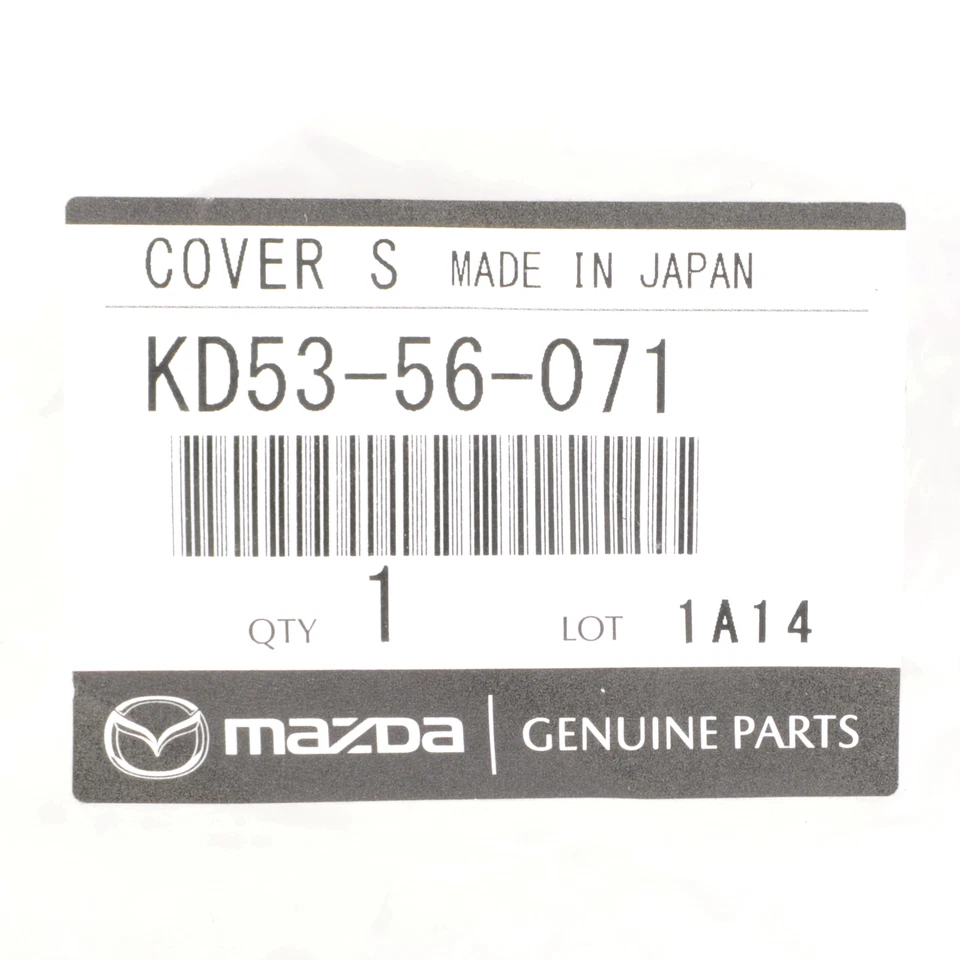 COVER S MADE IN JAPAN
KD53-56-071
QTY 1 LOT 1A14
mazda GENUINE PARTS